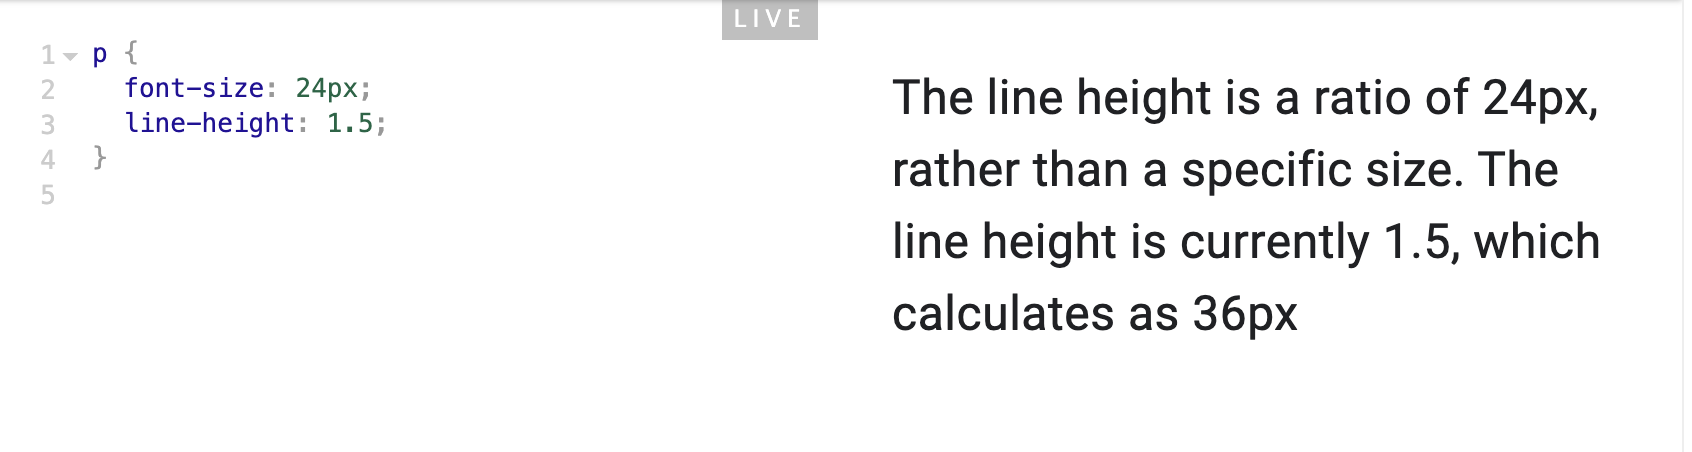 LIVE
1 p {
2 font-size: 24px;
3 line-height: 1.5;
4 }
5
The line height is a ratio of 24px,
rather than a specific size. The
line height is currently 1.5, which
calculates as 36px